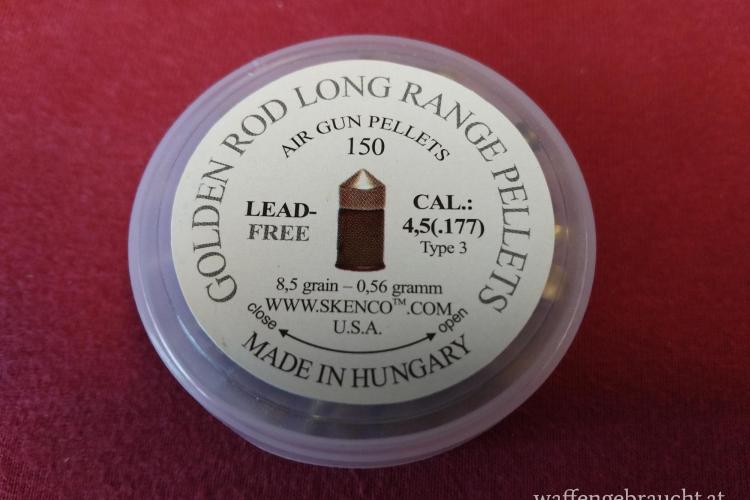 GOLDEN ROD LONG RANGE PELLETS
AIR GUN PELLETS
150
LEAD-
FREE
CAL.:
4,5(.177)
Type 3
8,5 grain – 0,56 gramm
WWW.SKENCO™.COM
U.S.A.
close
open
MADE IN HUNGARY
waffengebraucht.at